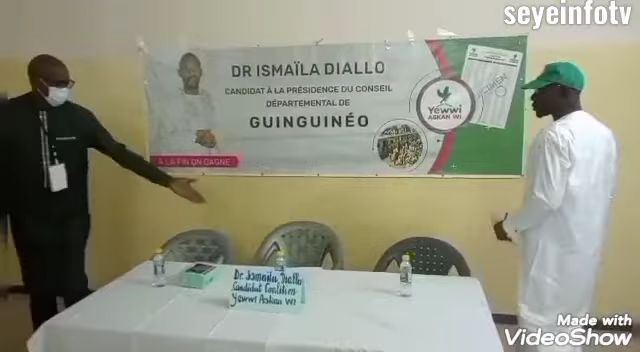 seyeinfotv
DR ISMAÏLA DIALLO
CANDIDAT À LA PRÉSIDENCE DU CONSEIL
DÉPARTEMENTAL DE
GUINGUINÉO
À LA FIN ON GAGNE
Yewwi
ASKAN WI
SPECIMEN
Dr. Ismaïla Diallo
Candidat Coalition
Yewwi Askan Wi
Made with
VideoShow